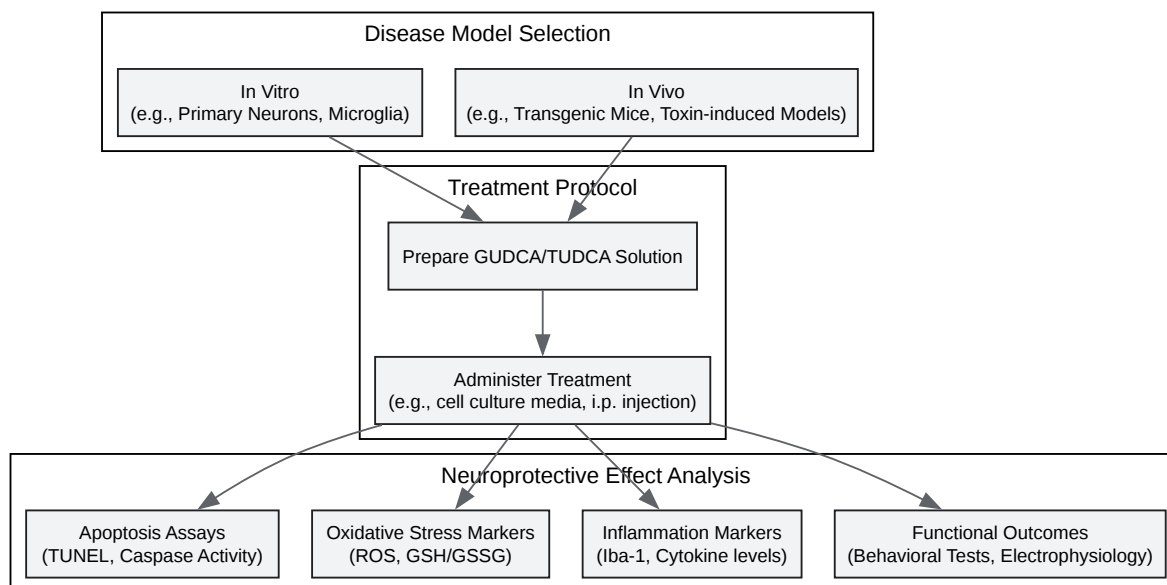 Disease Model Selection
In Vitro
(e.g., Primary Neurons, Microglia)
In Vivo
(e.g., Transgenic Mice, Toxin-induced Models)
Treatment Protocol
Prepare GUDCA/TUDCA Solution
Administer Treatment
(e.g., cell culture media, i.p. injection)
Neuroprotective Effect Analysis
Apoptosis Assays
(TUNEL, Caspase Activity)
Oxidative Stress Markers
(ROS, GSH/GSSG)
Inflammation Markers
(Iba-1, Cytokine levels)
Functional Outcomes
(Behavioral Tests, Electrophysiology)